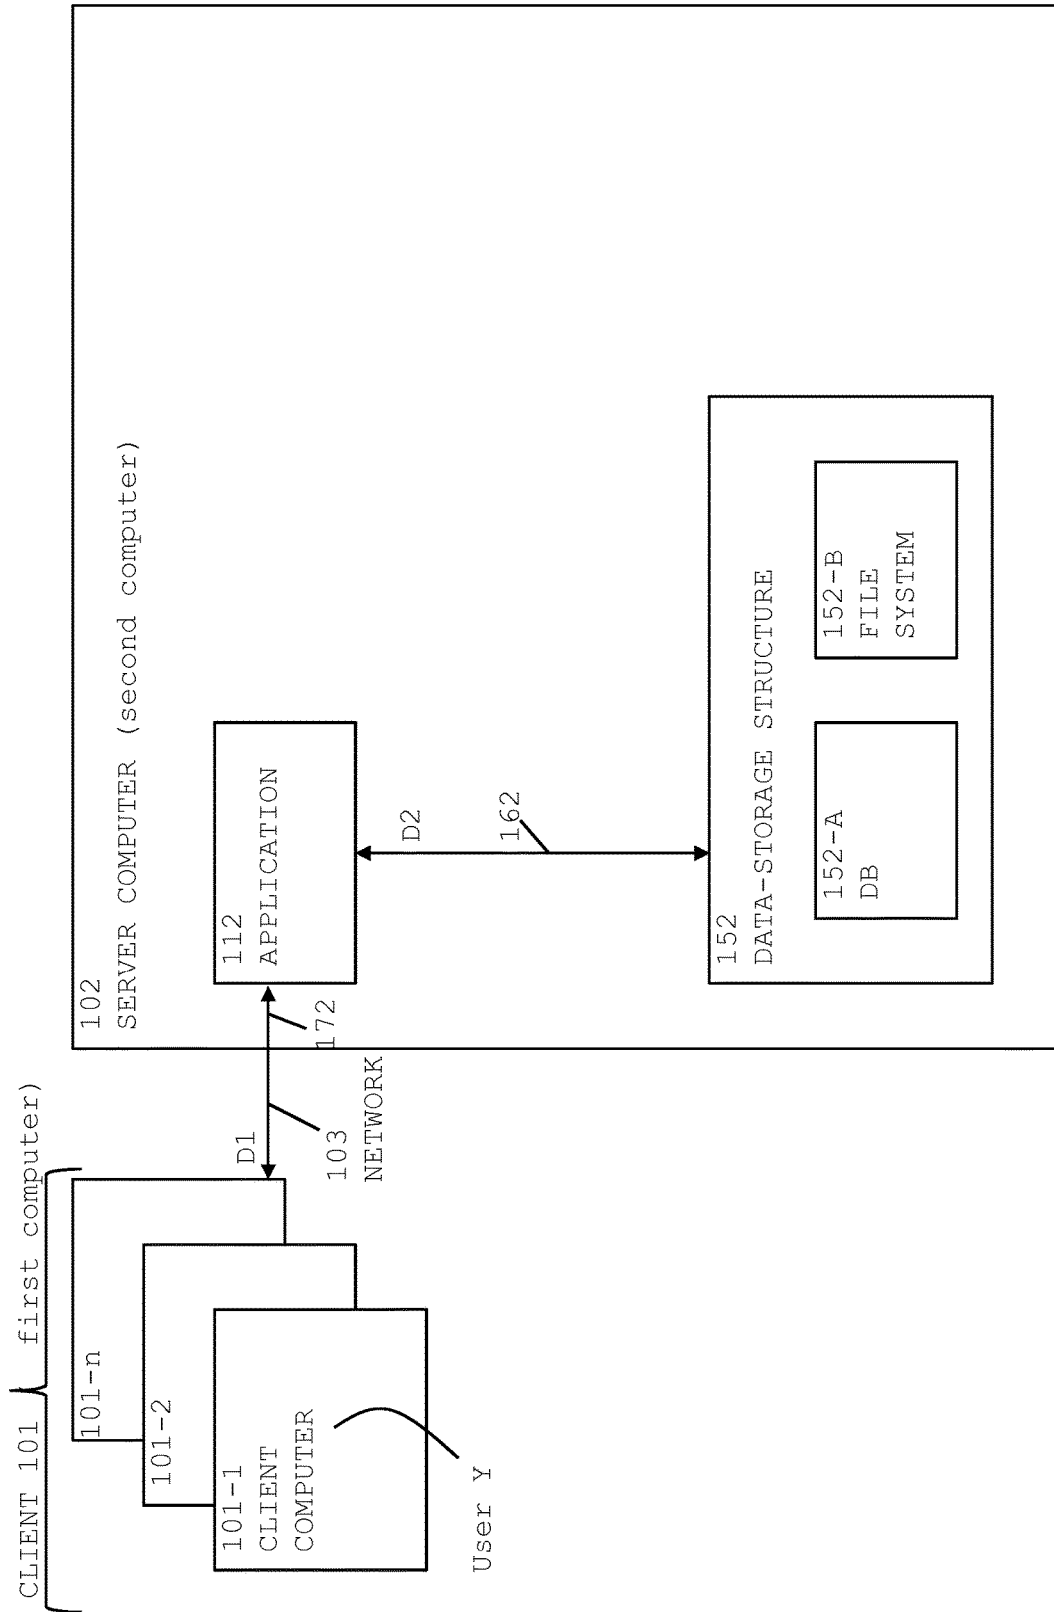 CLIENT 101 first computer)
101-n
101-2
101-1
CLIENT
COMPUTER
User Y
D1
103
NETWORK
172
102
SERVER COMPUTER (second computer)
112
APPLICATION
D2
162
152
DATA-STORAGE STRUCTURE
152-A
DB
152-B
FILE
SYSTEM